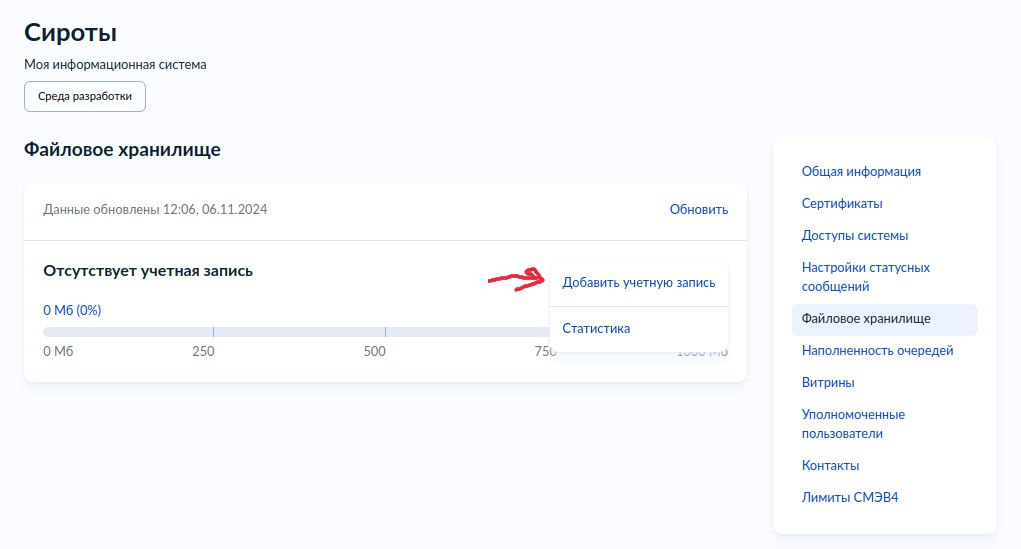 Сироты
Моя информационная система
Среда разработки
Файловое хранилище
Данные обновлены 12:06, 06.11.2024
Обновить
Отсутствует учетная запись
0 Мб (0%)
0 Мб
250
500
750
1000 Мб
Добавить учетную запись
Статистика
Общая информация
Сертификаты
Доступы системы
Настройки статусных
сообщений
Файловое хранилище
Наполненность очередей
Витрины
Уполномоченные
пользователи
Контакты
Лимиты СМЭВ4